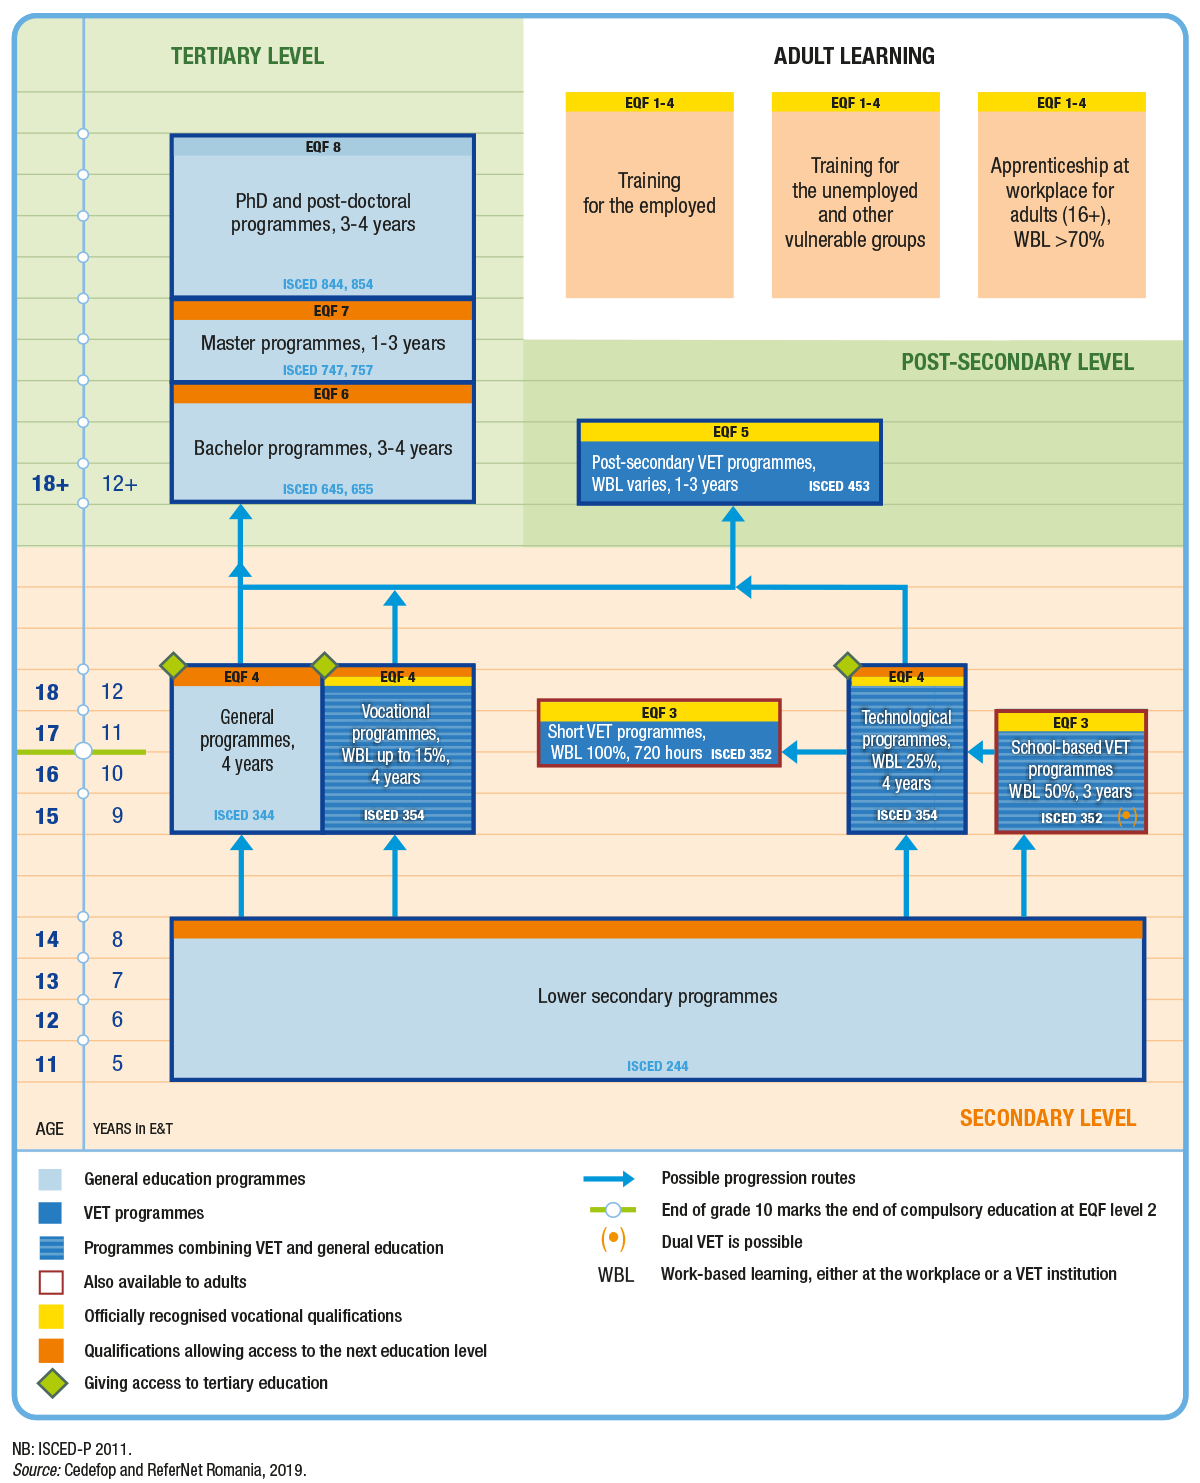 TERTIARY LEVEL
ADULT LEARNING
EQF 1-4
Training
for the employed
EQF 1-4
Training for
the unemployed
and other
vulnerable groups
EQF 1-4
Apprenticeship at
workplace for
adults (16+),
WBL >70%
EQF 8
PhD and post-doctoral
programmes, 3-4 years
ISCED 844, 854
EQF 7
Master programmes, 1-3 years
ISCED 747, 757
EQF 6
Bachelor programmes, 3-4 years
ISCED 645, 655
POST-SECONDARY LEVEL
EQF 5
Post-secondary VET programmes,
WBL varies, 1-3 years ISCED 453
18+ 12+
18 12
17 11
16 10
15 9
EQF 4
General
programmes,
4 years
ISCED 344
EQF 4
Vocational
programmes,
WBL up to 15%,
4 years
ISCED 354
EQF 3
Short VET programmes,
WBL 100%, 720 hours ISCED 352
EQF 4
Technological
programmes,
WBL 25%,
4 years
ISCED 354
EQF 3
School-based VET
programmes
WBL 50%, 3 years
ISCED 352
14 8
13 7
12 6
11 5
Lower secondary programmes
ISCED 244
AGE YEARS in E&T
SECONDARY LEVEL
General education programmes
VET programmes
Programmes combining VET and general education
Also available to adults
Officially recognised vocational qualifications
Qualifications allowing access to the next education level
Giving access to tertiary education
Possible progression routes
End of grade 10 marks the end of compulsory education at EQF level 2
Dual VET is possible
WBL Work-based learning, either at the workplace or a VET institution
NB: ISCED-P 2011.
Source: Cedefop and ReferNet Romania, 2019.